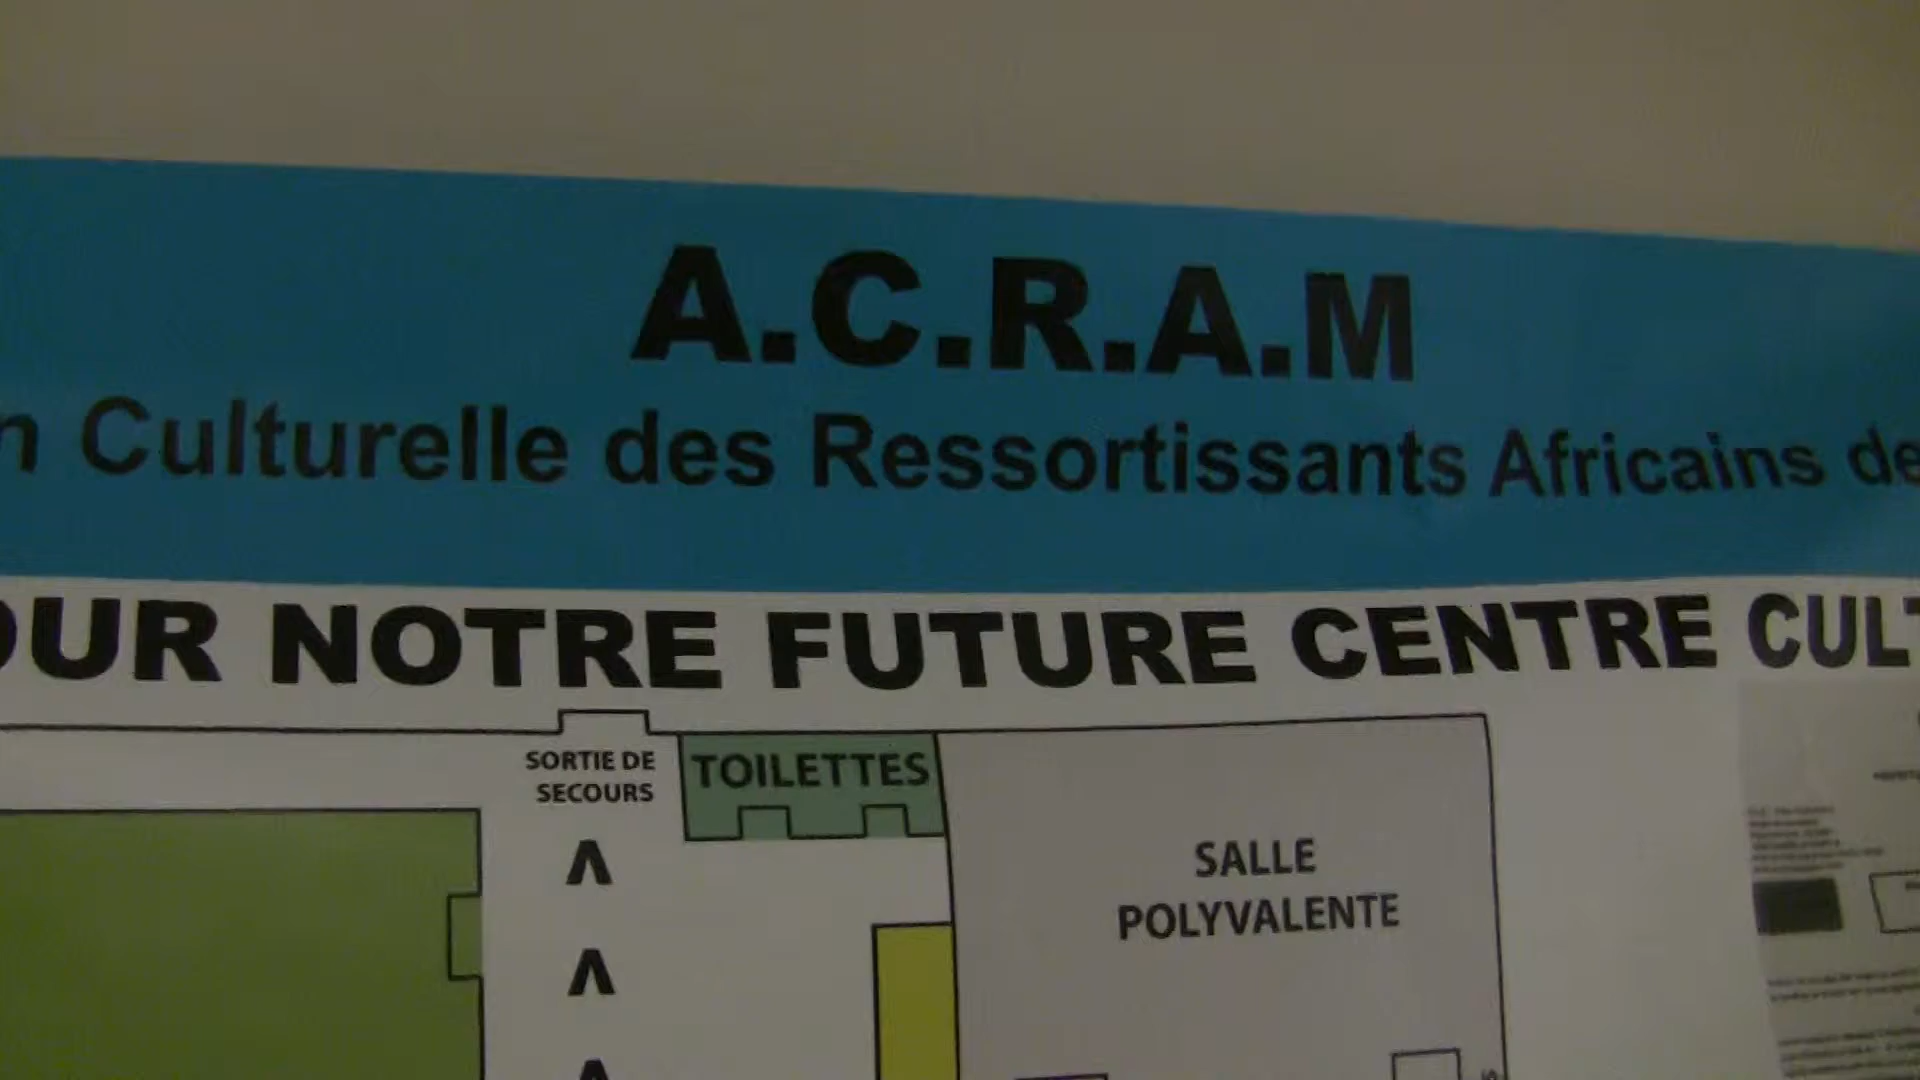 A.C.R.A.M
n Culturelle des Ressortissants Africains de
OUR NOTRE FUTURE CENTRE CULT
SORTIE DE
SECOURS
TOILETTES
SALLE
POLYVALENTE